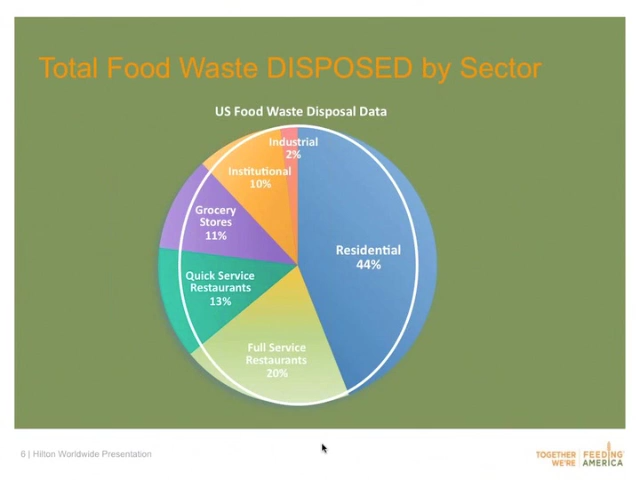 Total Food Waste DISPOSED by Sector
US Food Waste Disposal Data
Industrial
2%
Institutional
10%
Grocery
Stores
11%
Residential
44%
Quick Service
Restaurants
13%
Full Service
Restaurants
20%
6 | Hilton Worldwide Presentation
TOGETHER
WE'RE
FEEDING
AMERICA